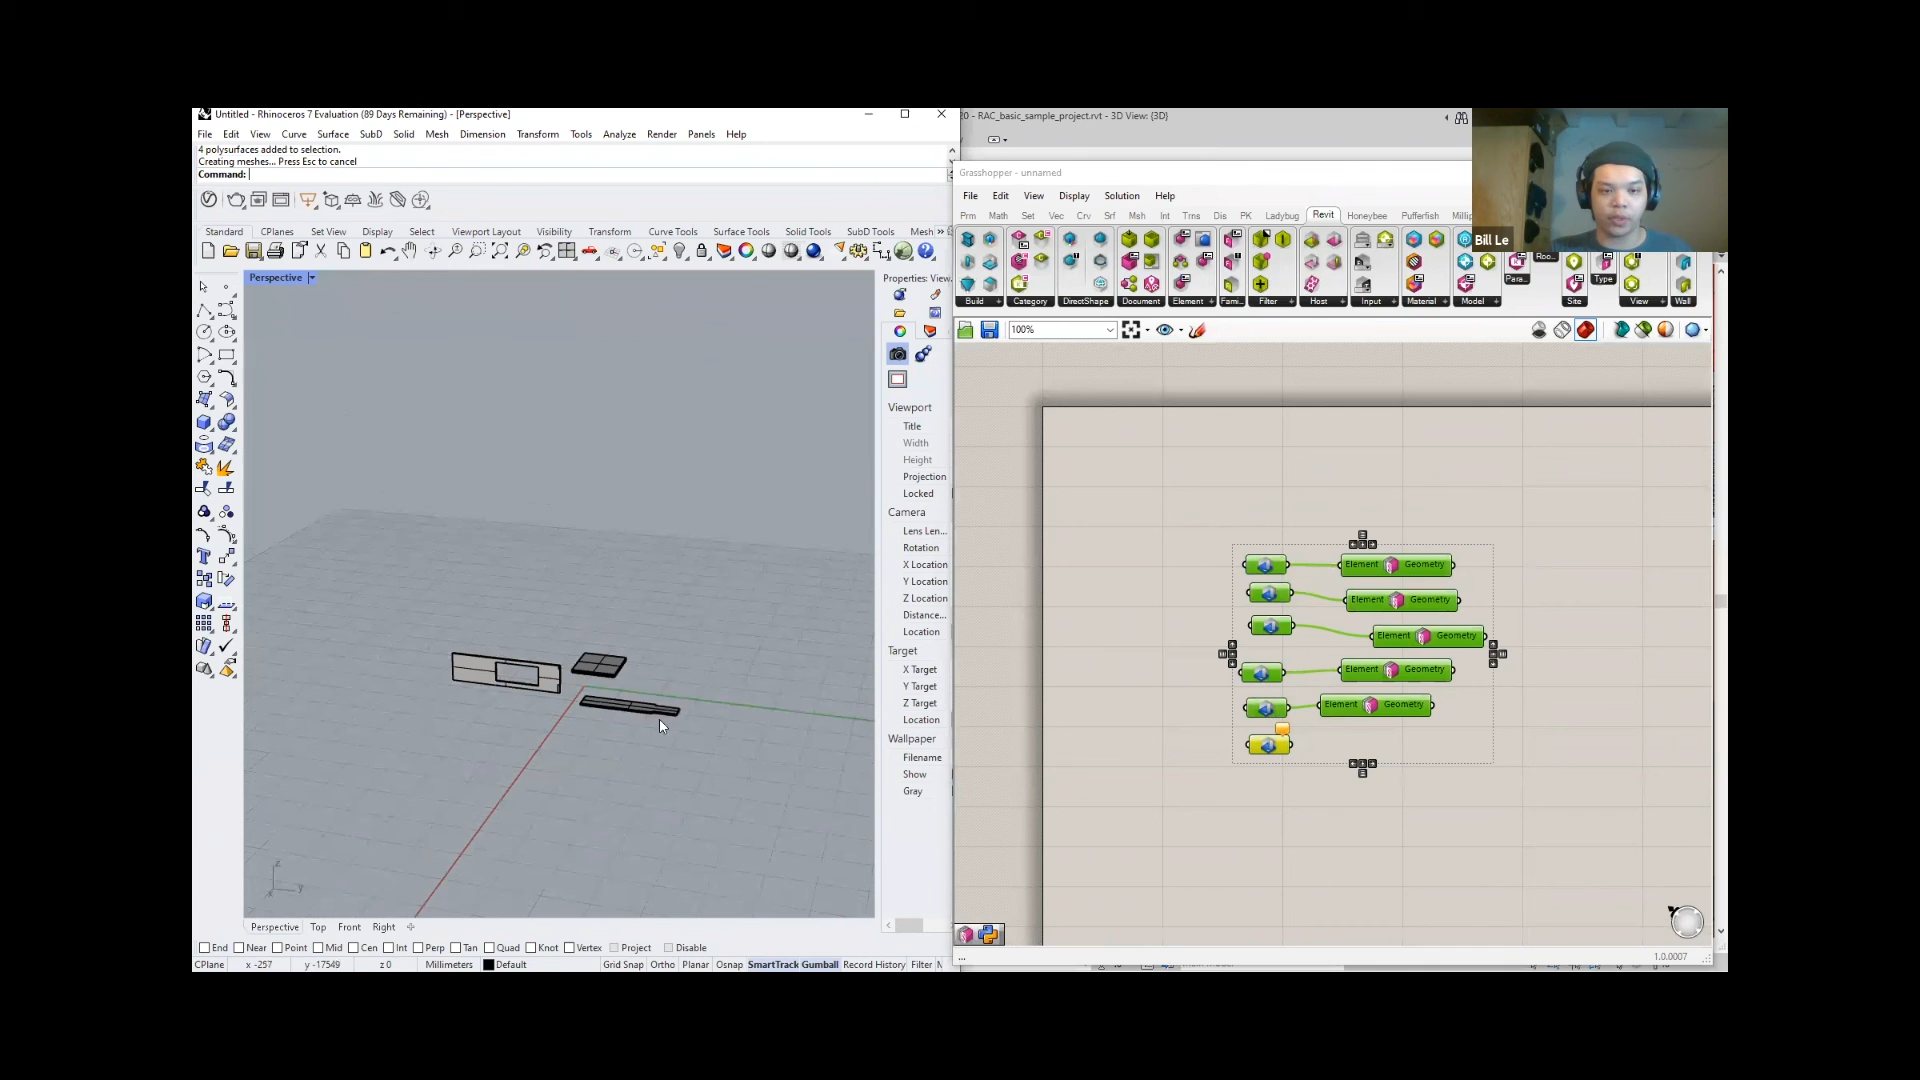 Untitled - Rhinoceros 7 Evaluation (89 Days Remaining) - [Perspective]
File Edit View Curve Surface SubD Solid Mesh Dimension Transform Tools Analyze Render Panels Help
4 polysurfaces added to selection.
Creating meshes... Press Esc to cancel
Command:
Standard CPlanes Set View Display Select Viewport Layout Visibility Transform Curve Tools Surface Tools Solid Tools SubD Tools Mesh »
Perspective
Properties: View...
Viewport
Title
Width
Height
Projection
Locked
Camera
Lens Len...
Rotation
X Location
Y Location
Z Location
Distance...
Location
Target
X Target
Y Target
Z Target
Location
Wallpaper
Filename
Show
Gray
z
y
x
Perspective Top Front Right
End Near Point Mid Cen Int Perp Tan Quad Knot Vertex Project Disable
CPlane x -257 y -17549 z 0 Millimeters Default Grid Snap Ortho Planar Osnap SmartTrack Gumball Record History Filter
20 - RAC_basic_sample_project.rvt - 3D View: {3D}
Grasshopper - unnamed
File Edit View Display Solution Help
Prm Math Set Vec Crv Srf Msh Int Trns Dis PK Ladybug Revit Honeybee Pufferfish Millip
Bill Le
Roo... Para... Type
Build Category DirectShape Document Element Fami... Filter Host Input Material Model Site View Wall
100%
Element Geometry
Element Geometry
Element Geometry
Element Geometry
Element Geometry
...
1.0.0007